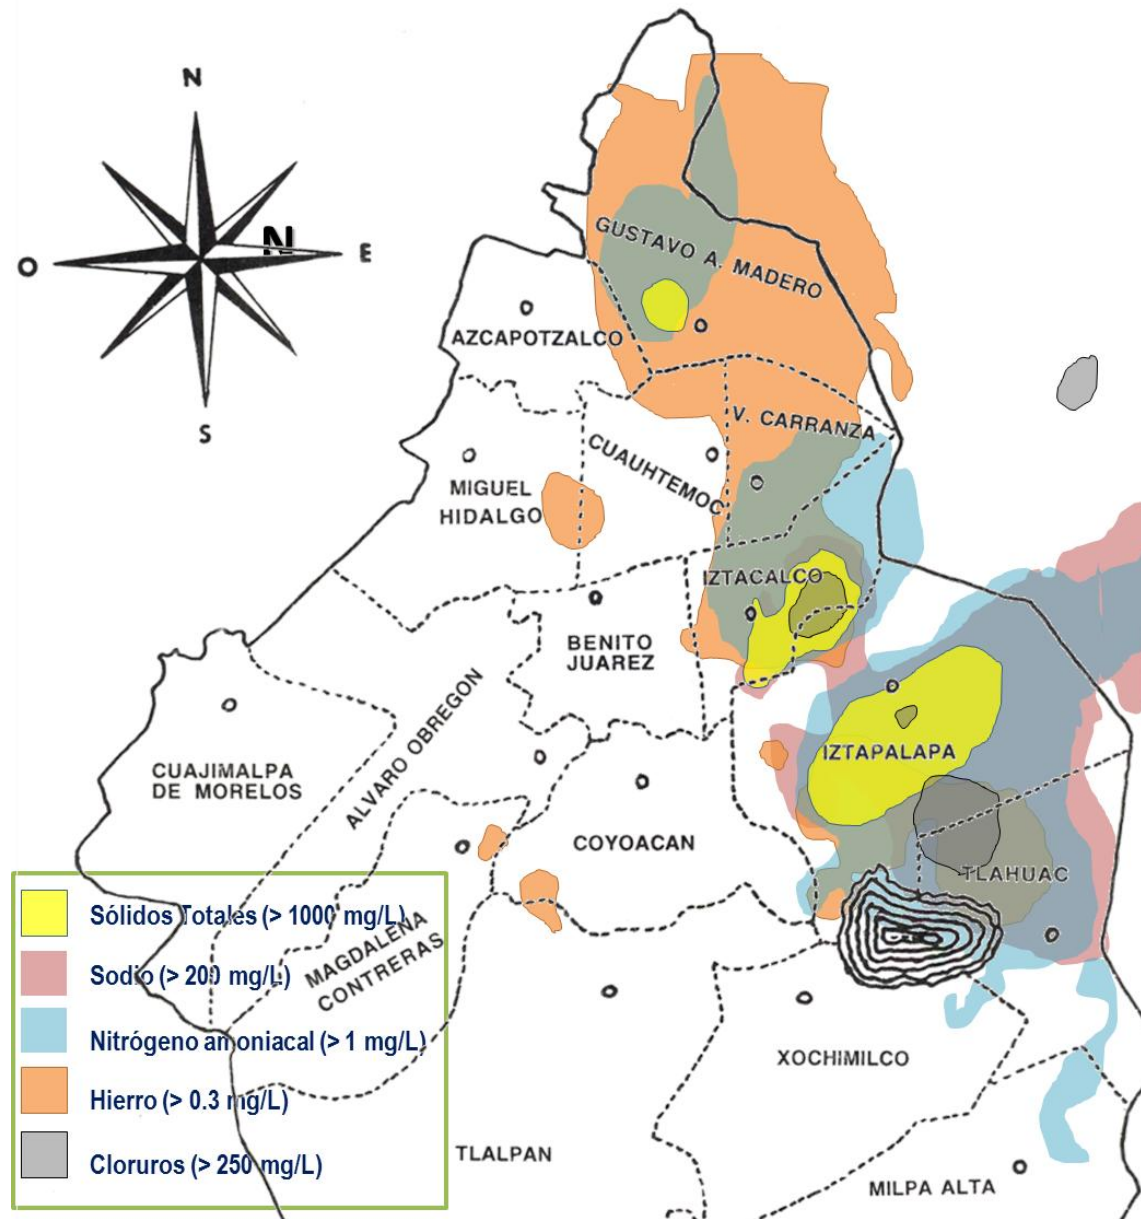 N
N
O
E
S
GUSTAVO A. MADERO
AZCAPOTZALCO
V. CARRANZA
CUAUHTEMOC
MIGUEL
HIDALGO
IZTACALCO
BENITO
JUAREZ
IZTAPALAPA
CUAJIMALPA
DE MORELOS
ALVARO OBREGON
COYOACAN
TLAHUAC
MAGDALENA
CONTRERAS
XOCHIMILCO
TLALPAN
MILPA ALTA
Sólidos Totales (> 1000 mg/L)
Sodio (> 200 mg/L)
Nitrógeno amoniacal (> 1 mg/L)
Hierro (> 0.3 mg/L)
Cloruros (> 250 mg/L)